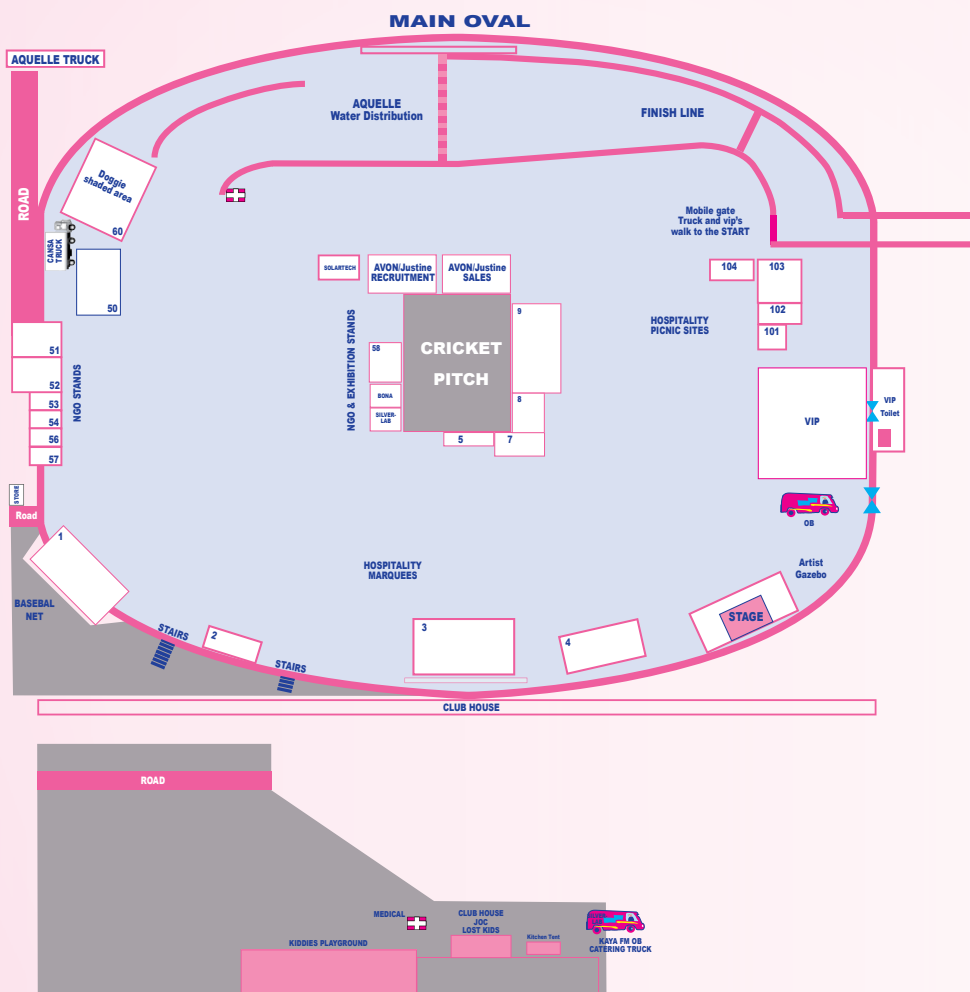 MAIN OVAL
AQUELLE TRUCK
ROAD
AQUELLE
Water Distribution
FINISH LINE
Doggie
shaded area
60
CANSA
TRUCK
50
Mobile gate
Truck and vip's
walk to the START
SOLARTECH
AVON/Justine
RECRUITMENT
AVON/Justine
SALES
104
103
102
101
HOSPITALITY
PICNIC SITES
51
52
53
54
56
57
NGO STANDS
NGO & EXHIBITION STANDS
58
BONA
SILVER-
LAB
CRICKET
PITCH
9
8
5
7
VIP
VIP
Toilet
OB
STORE
Road
1
BASEBAL
NET
HOSPITALITY
MARQUEES
Artist
Gazebo
STAGE
STAIRS
2
STAIRS
3
4
CLUB HOUSE
ROAD
MEDICAL
CLUB HOUSE
JOC
LOST KIDS
Kitchen Tent
KIDDIES PLAYGROUND
KAYA FM OB
CATERING TRUCK